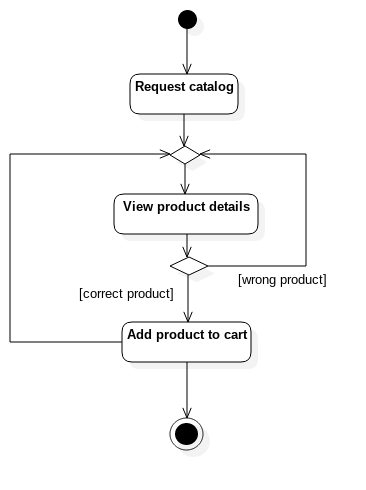 Request catalog
View product details
[wrong product]
[correct product]
Add product to cart